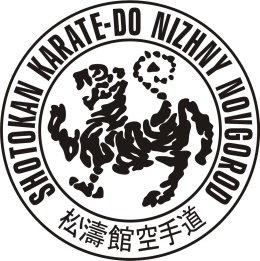 SHOTOKAN KARATE-DO NIZHNY NOVGOROD
松濤館空手道